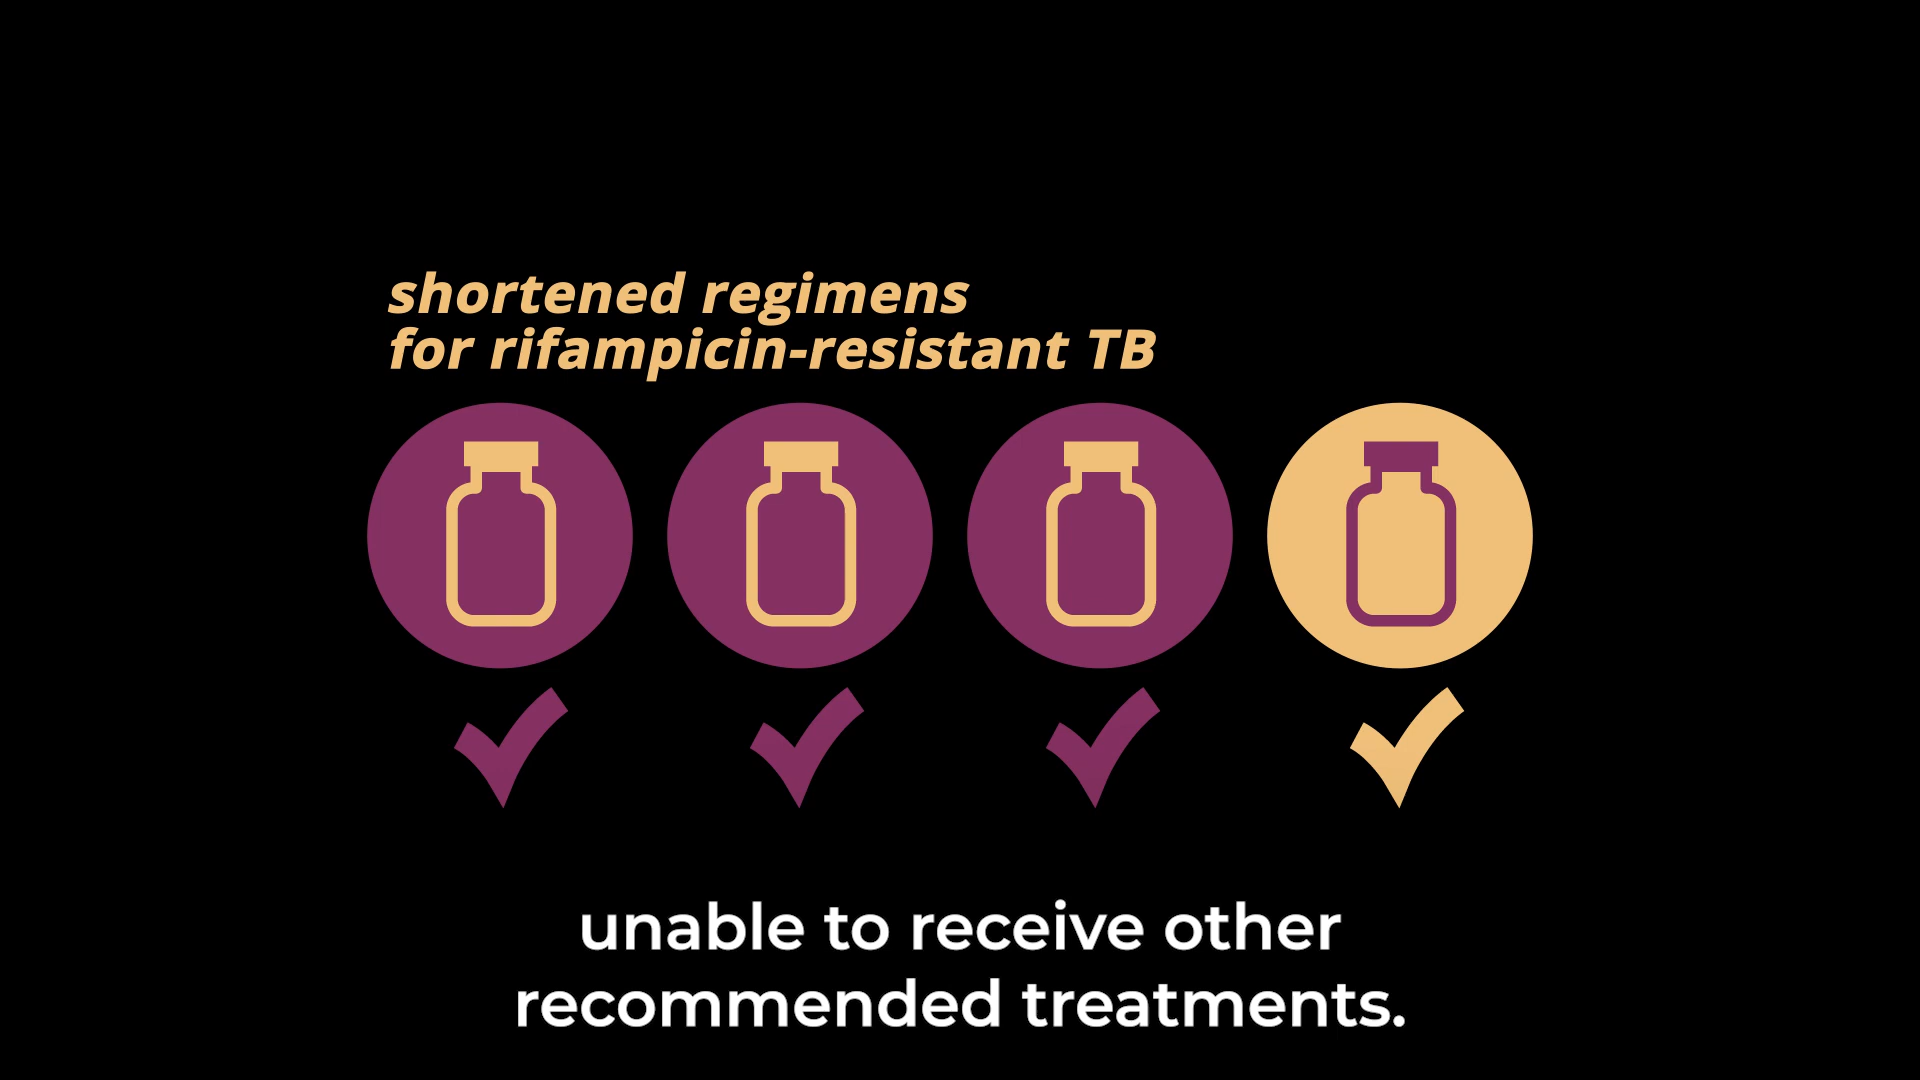 shortened regimens
for rifampicin-resistant TB
unable to receive other
recommended treatments.